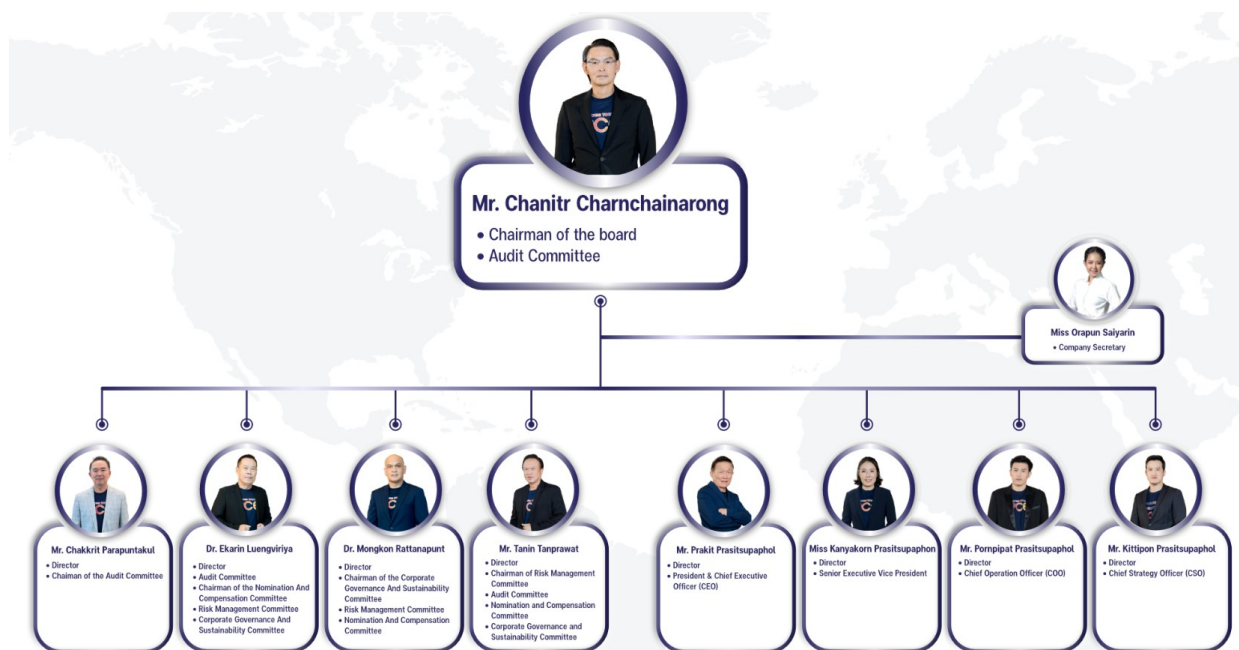 Mr. Chanitr Charnchainarong
• Chairman of the board
• Audit Committee
Miss Orapun Saiyarin
• Company Secretary
Mr. Chakkrit Parapuntakul
• Director
• Chaiman of the Audit Committee
Dr. Ekarin Luengviriya
• Director
• Audit Committee
• Chairman of the Nomination And
Compensation Committee
• Risk Management Committee
• Corporate Governance And
Sustainability Committee
Dr. Mongkon Rattanapunt
• Director
• Chairman of the Corporate
Governance And Sustainability
Committee
• Risk Management Committee
• Nomination And Compensation
Committee
Mr. Tanin Tanprawat
• Director
• Chairman of Risk Management
Committee
• Audit Committee
• Nomination and Compensation
Committee
• Corporate Governance and
Sustainability Committee
Mr. Prakit Prasitsupaphol
• Director
• President & Chief Executive
Officer (CEO)
Miss Kanyakorn Prasitsupaphon
• Director
• Senior Executive Vice President
Mr. Pornpipat Prasitsupaphol
• Director
• Chief Operation Officer (COO)
Mr. Kittipon Prasitsupaphol
• Director
• Chief Strategy Officer (CSO)